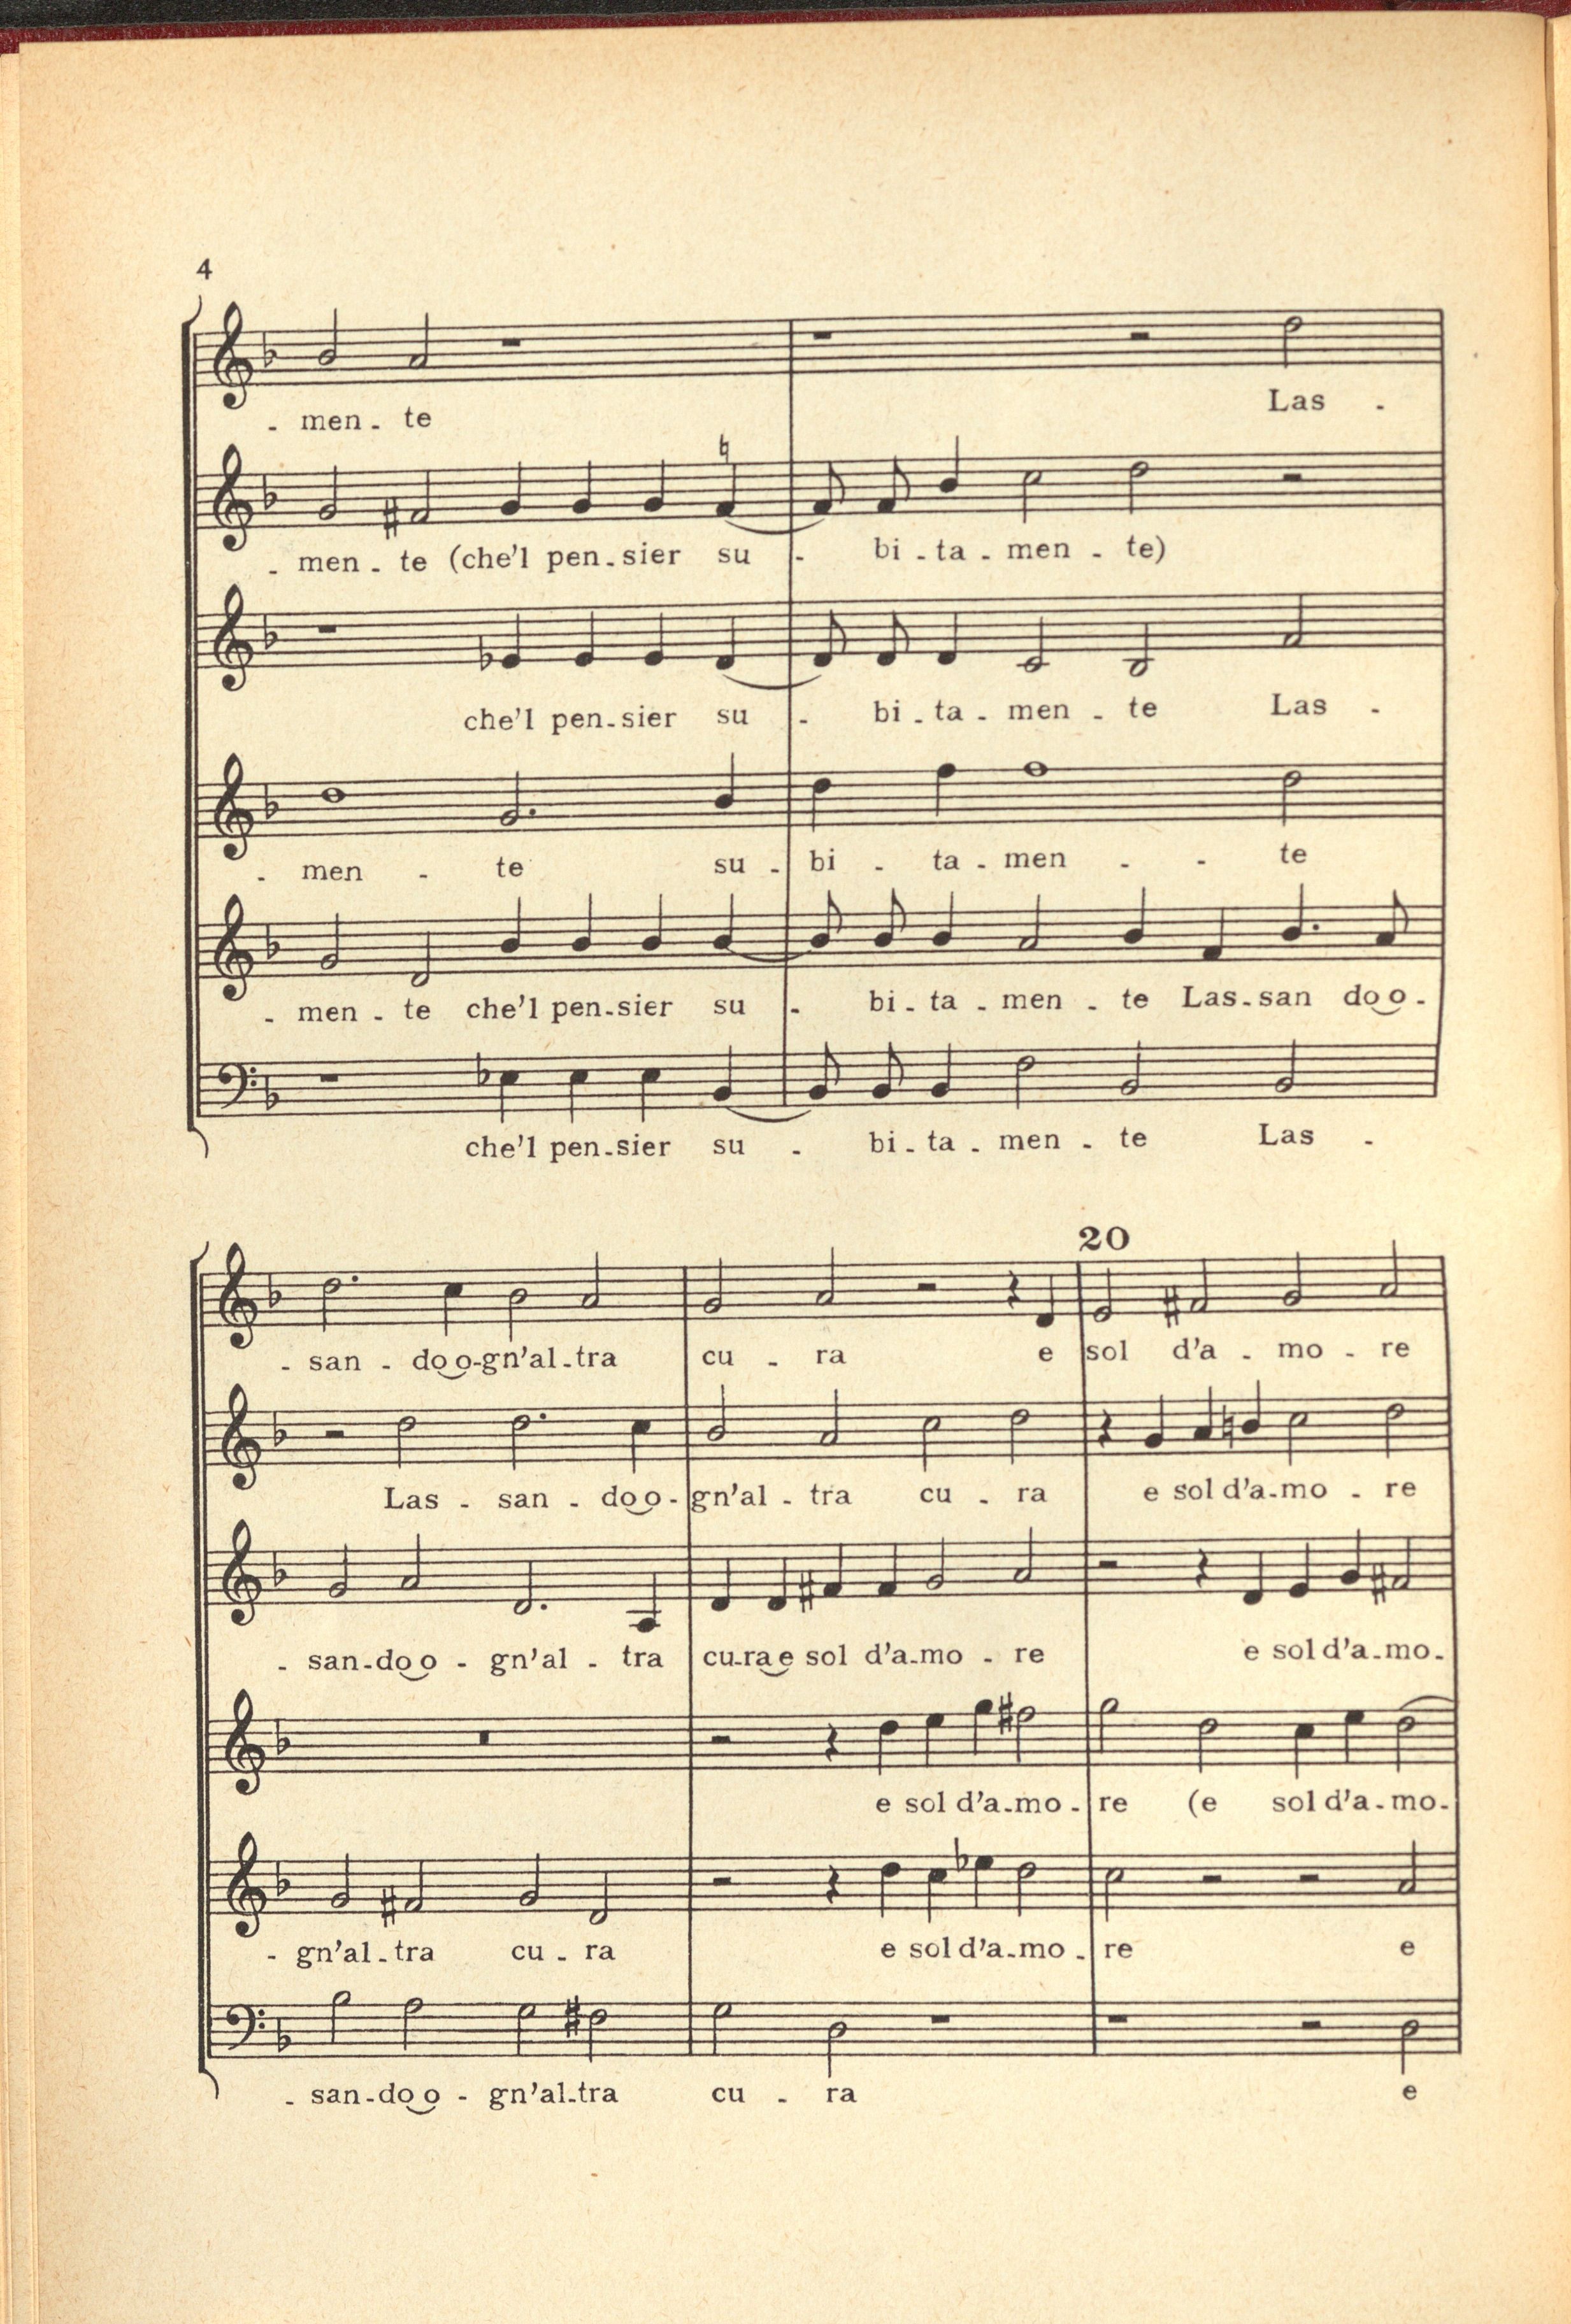 4
- men - te Las -
- men - te (che'l pen - sier su - bi - ta - men - te)
che'l pen - sier su - bi - ta - men - te Las -
- men - te su - bi - ta - men - - te
- men - te che'l pen - sier su - bi - ta - men - te Las - san do o -
che'l pen - sier su - bi - ta - men - te Las -
20
- san - do o - gn'al - tra cu - ra e sol d'a - mo - re
Las - san - do o - gn'al - tra cu - ra e sol d'a - mo - re
- san - do o - gn'al - tra cu - ra e sol d'a - mo - re e sol d'a - mo -
e sol d'a - mo - re (e sol d'a - mo -
- gn'al - tra cu - ra e sol d'a - mo - re e
- san - do o - gn'al - tra cu - ra e